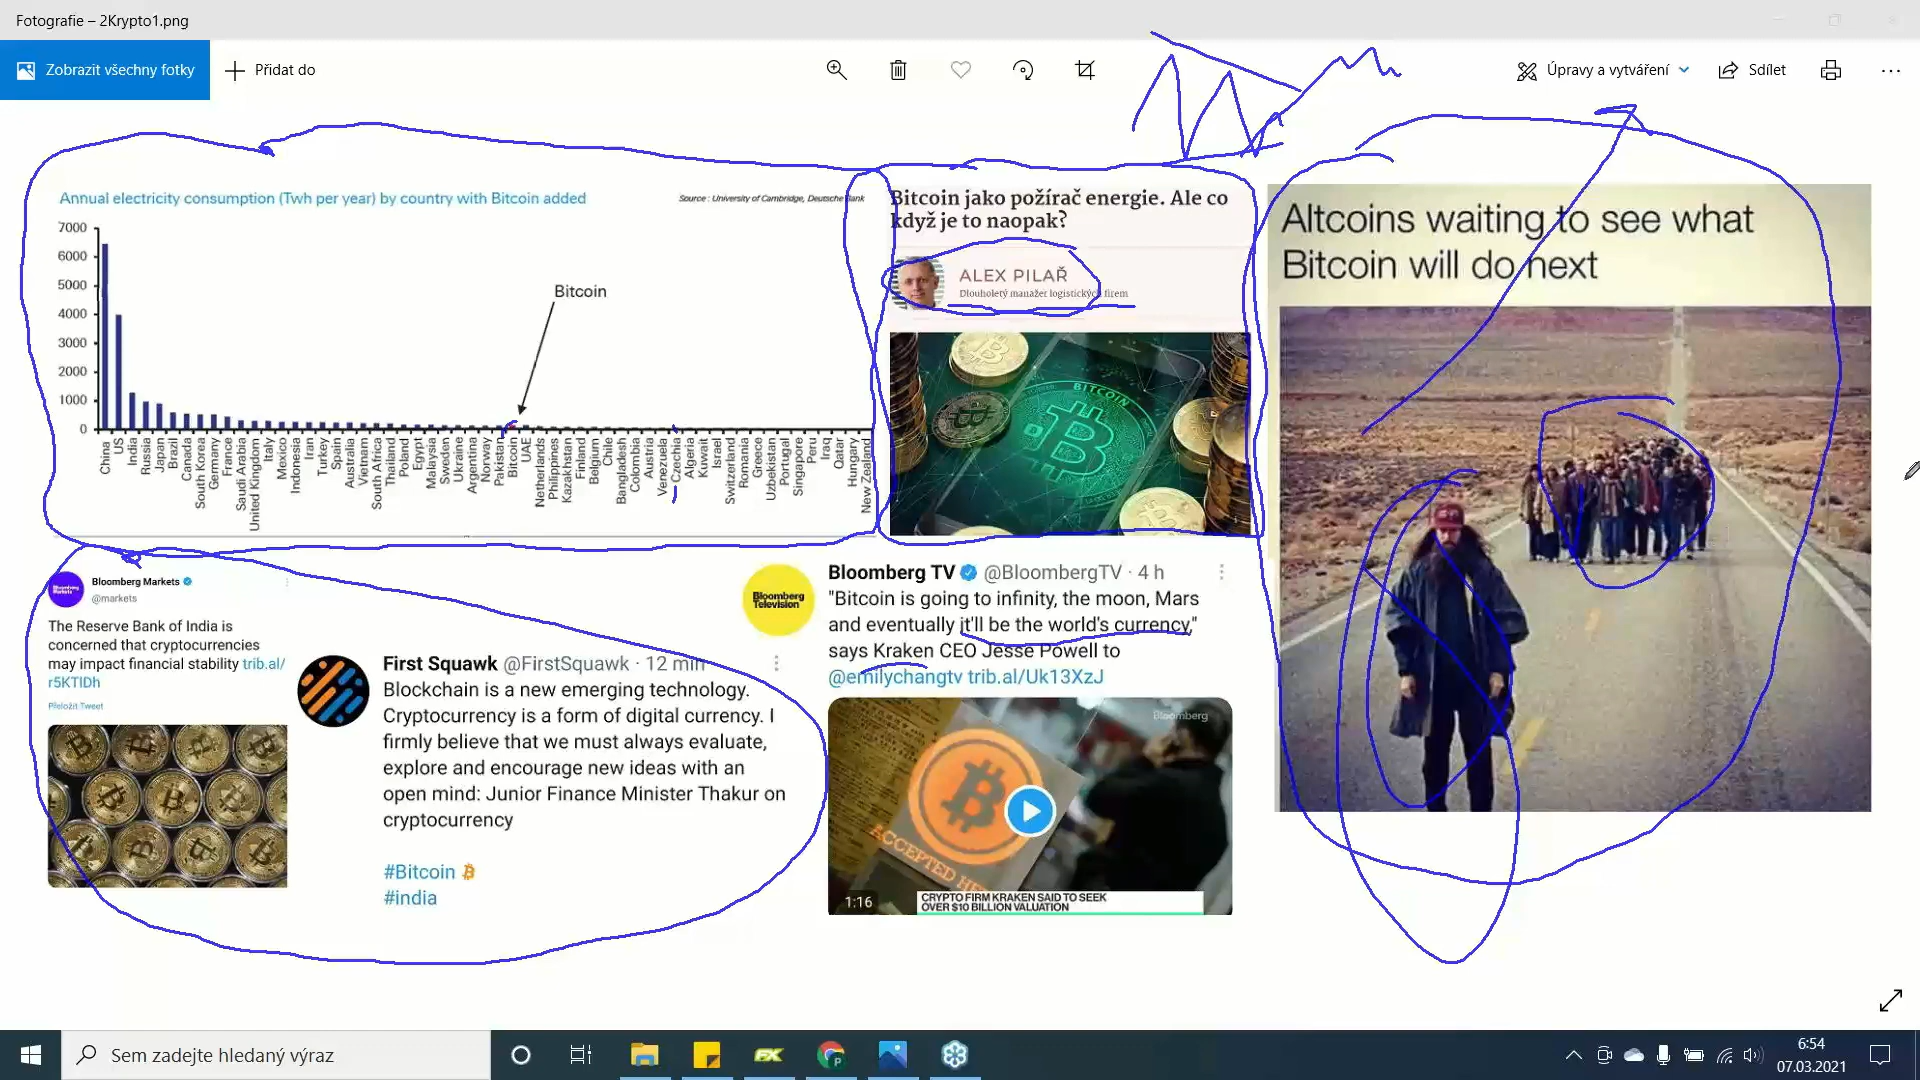 Fotografie – 2Krypto1.png
Zobrazit všechny fotky
Přidat do
Úpravy a vytváření
Sdílet
Annual electricity consumption (Twh per year) by country with Bitcoin added
Source : University of Cambridge, Deutsche Bank
7000
6000
5000
4000
3000
2000
1000
0
Bitcoin
China
US
India
Russia
Japan
Brazil
Canada
South Korea
Germany
France
Saudi Arabia
United Kingdom
Italy
Mexico
Indonesia
Iran
Turkey
Spain
Australia
Vietnam
South Africa
Thailand
Poland
Egypt
Malaysia
Sweden
Ukraine
Argentina
Norway
Pakistan
Bitcoin
UAE
Netherlands
Philippines
Kazakhstan
Finland
Belgium
Chile
Bangladesh
Colombia
Austria
Venezuela
Czechia
Algeria
Kuwait
Israel
Switzerland
Romania
Greece
Uzbekistan
Portugal
Singapore
Peru
Iraq
Qatar
Hungary
New Zealand
Bitcoin jako požírač energie. Ale co
když je to naopak?
ALEX PILAŘ
Dlouholetý manažer logistických firem
BITCOIN
Altcoins waiting to see what
Bitcoin will do next
Bloomberg Markets
@markets
The Reserve Bank of India is
concerned that cryptocurrencies
may impact financial stability trib.al/
r5KTIDh
Přeložit Tweet
First Squawk @FirstSquawk · 12 min
Blockchain is a new emerging technology.
Cryptocurrency is a form of digital currency. I
firmly believe that we must always evaluate,
explore and encourage new ideas with an
open mind: Junior Finance Minister Thakur on
cryptocurrency
#Bitcoin
#india
Bloomberg
Television
Bloomberg TV @BloombergTV · 4 h
"Bitcoin is going to infinity, the moon, Mars
and eventually it'll be the world's currency,"
says Kraken CEO Jesse Powell to
@emilychangtv trib.al/Uk13XzJ
Bloomberg
ACCEPTED HE
1:16
CRYPTO FIRM KRAKEN SAID TO SEEK
OVER $10 BILLION VALUATION
Sem zadejte hledaný výraz
FX
6:54
07.03.2021